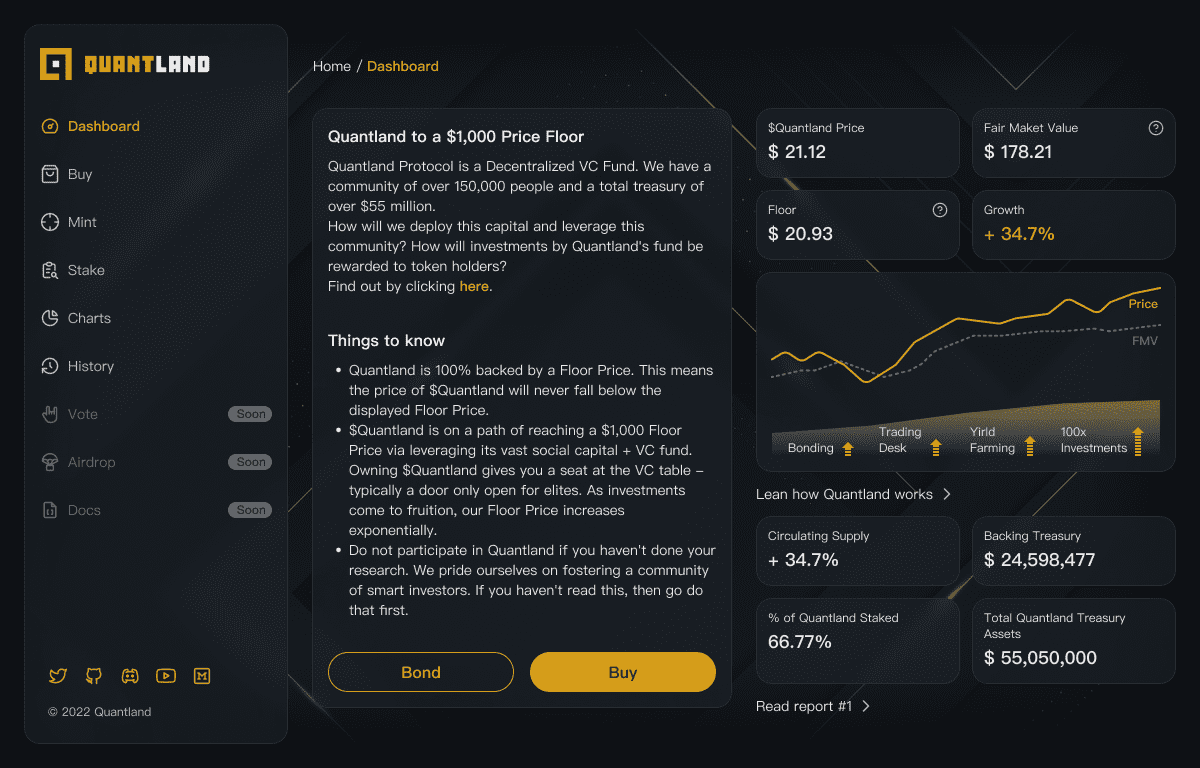 QUANTLAND
Dashboard
Buy
Mint
Stake
Charts
History
Vote Soon
Airdrop Soon
Docs Soon
© 2022 Quantland
Home / Dashboard
Quantland to a $1,000 Price Floor
Quantland Protocol is a Decentralized VC Fund. We have a
community of over 150,000 people and a total treasury of
over $55 million.
How will we deploy this capital and leverage this
community? How will investments by Quantland's fund be
rewarded to token holders?
Find out by clicking here.
Things to know
• Quantland is 100% backed by a Floor Price. This means
the price of $Quantland will never fall below the
displayed Floor Price.
• $Quantland is on a path of reaching a $1,000 Floor
Price via leveraging its vast social capital + VC fund.
Owning $Quantland gives you a seat at the VC table –
typically a door only open for elites. As investments
come to fruition, our Floor Price increases
exponentially.
• Do not participate in Quantland if you haven't done your
research. We pride ourselves on fostering a community
of smart investors. If you haven't read this, then go do
that first.
Bond
Buy
$Quantland Price
$ 21.12
Fair Maket Value
$ 178.21
Floor
$ 20.93
Growth
+ 34.7%
Price
FMV
Bonding
Trading
Desk
Yirld
Farming
100x
Investments
Lean how Quantland works
Circulating Supply
+ 34.7%
Backing Treasury
$ 24,598,477
% of Quantland Staked
66.77%
Total Quantland Treasury
Assets
$ 55,050,000
Read report #1